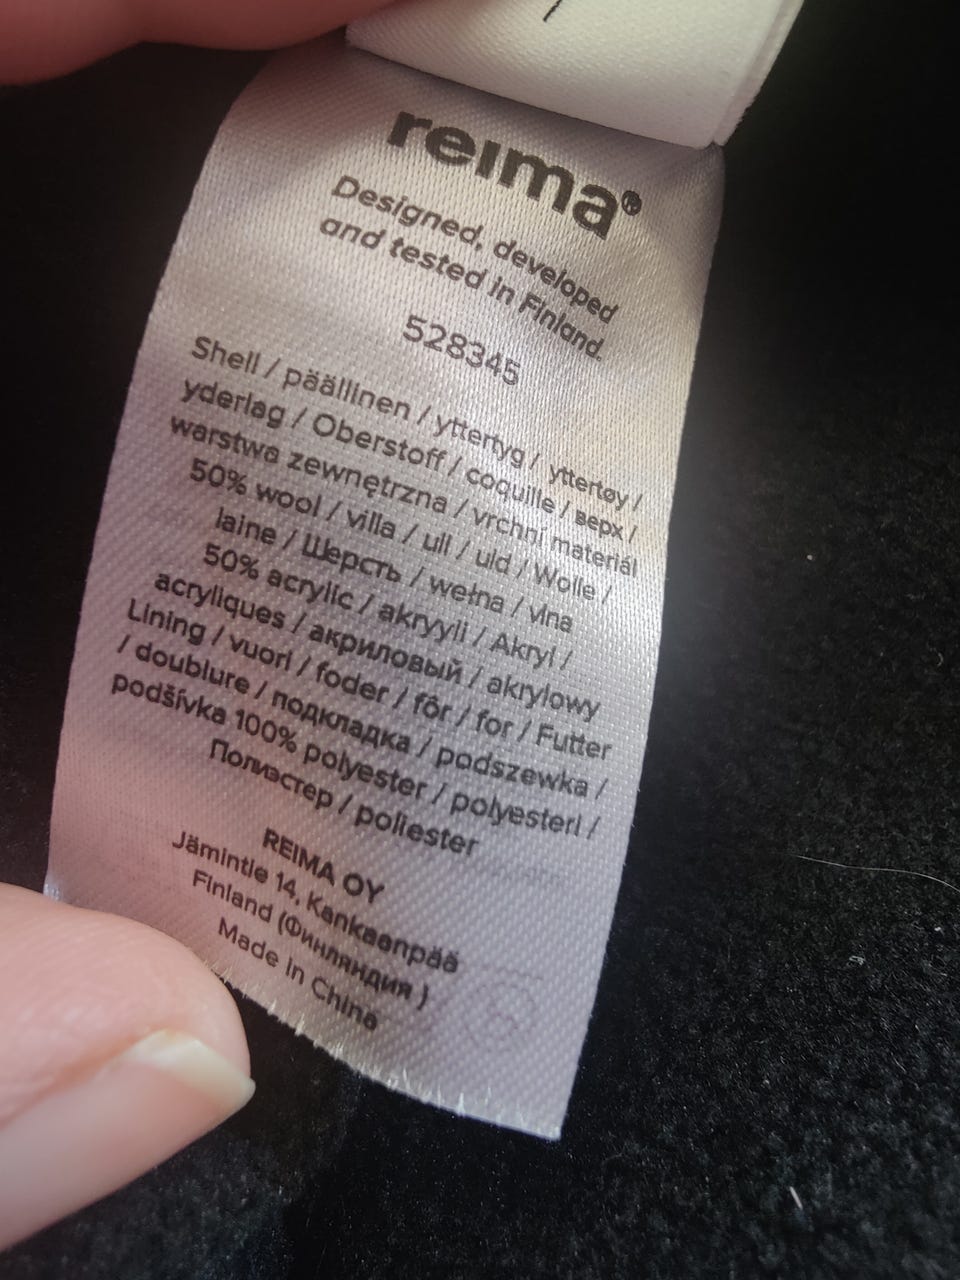 reima®
Designed, developed
and tested in Finland.
528345
Shell / päällinen / yttertyg / yttertøy /
yderlag / Oberstoff / coquille / верх /
warstwa zewnętrzna / vrchní materiál
50% wool / villa / ull / uld / Wolle /
laine / Шерсть / wełna / vlna
50% acrylic / akryyli / Akryl /
acryliques / акриловый / akrylowy
Lining / vuori / foder / fôr / for / Futter
/ doublure / подкладка / podszewka /
podšívka 100% polyester / polyesteri /
Полиэстер / poliester
REIMA OY
Jämintie 14, Kankaanpää
Finland (Финляндия )
Made in China